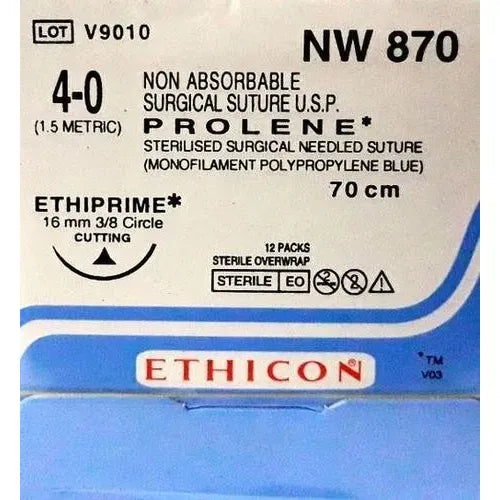 LOT V9010
NW 870
4-0
(1.5 METRIC)
NON ABSORBABLE
SURGICAL SUTURE U.S.P.
PROLENE*
STERILISED SURGICAL NEEDLED SUTURE
(MONOFILAMENT POLYPROPYLENE BLUE)
70 cm
ETHIPRIME*
16 mm 3/8 Circle
CUTTING
12 PACKS
STERILE OVERWRAP
STERILE EO 2
ETHICON®
*TM
V03